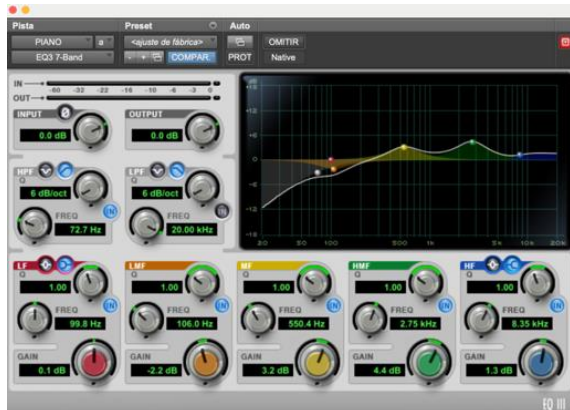 Pista Preset Auto
PIANO a <ajuste de fábrica> OMITIR
EQ3 7-Band - + COMPAR. PROT Native
IN -60 -32 -22 -16 -10 -6 -3 0
OUT
INPUT OUTPUT
0.0 dB 0.0 dB
HPF LPF
Q Q
6 dB/oct 6 dB/oct
IN FREQ FREQ IN
72.7 Hz 20.00 kHz
+18
+12
+6
0
-6
-12
-18
20 50 100 500 1k 5k 10k 20k
LF LMF MF HMF HF
Q Q Q Q Q
1.00 1.00 1.00 1.00 1.00
FREQ IN FREQ IN FREQ IN FREQ IN FREQ IN
99.8 Hz 106.0 Hz 550.4 Hz 2.75 kHz 8.35 kHz
GAIN GAIN GAIN GAIN GAIN
0.1 dB -2.2 dB 3.2 dB 4.4 dB 1.3 dB
EQ III